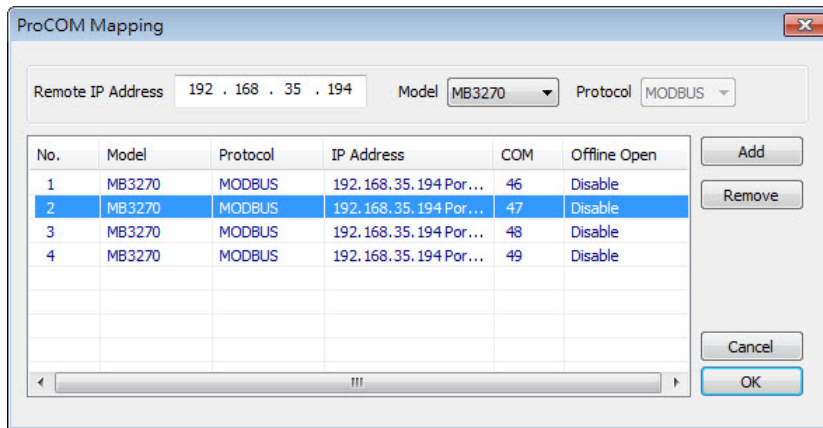 ProCOM Mapping
Remote IP Address 192 . 168 . 35 . 194 Model MB3270 Protocol MODBUS
No. Model Protocol IP Address COM Offline Open
1 MB3270 MODBUS 192.168.35.194 Por... 46 Disable
2 MB3270 MODBUS 192.168.35.194 Por... 47 Disable
3 MB3270 MODBUS 192.168.35.194 Por... 48 Disable
4 MB3270 MODBUS 192.168.35.194 Por... 49 Disable
Add
Remove
Cancel
OK